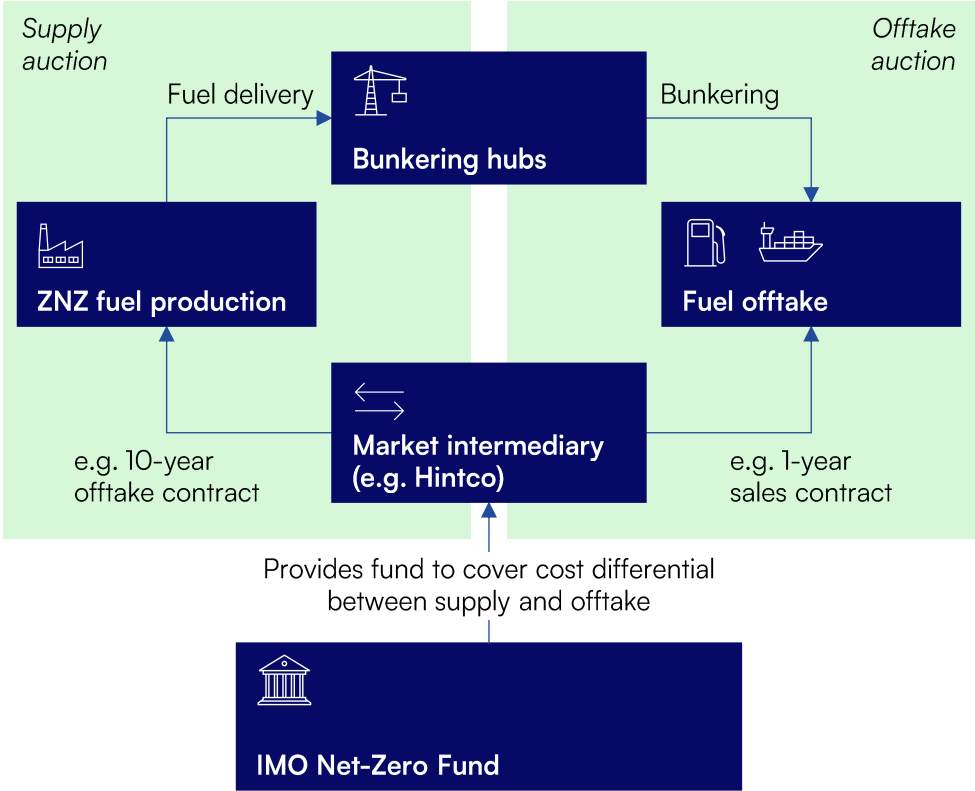 Supply
auction
Offtake
auction
Fuel delivery
Bunkering
Bunkering hubs
ZNZ fuel production
Fuel offtake
Market intermediary
(e.g. Hintco)
e.g. 10-year
offtake contract
e.g. 1-year
sales contract
Provides fund to cover cost differential
between supply and offtake
IMO Net-Zero Fund